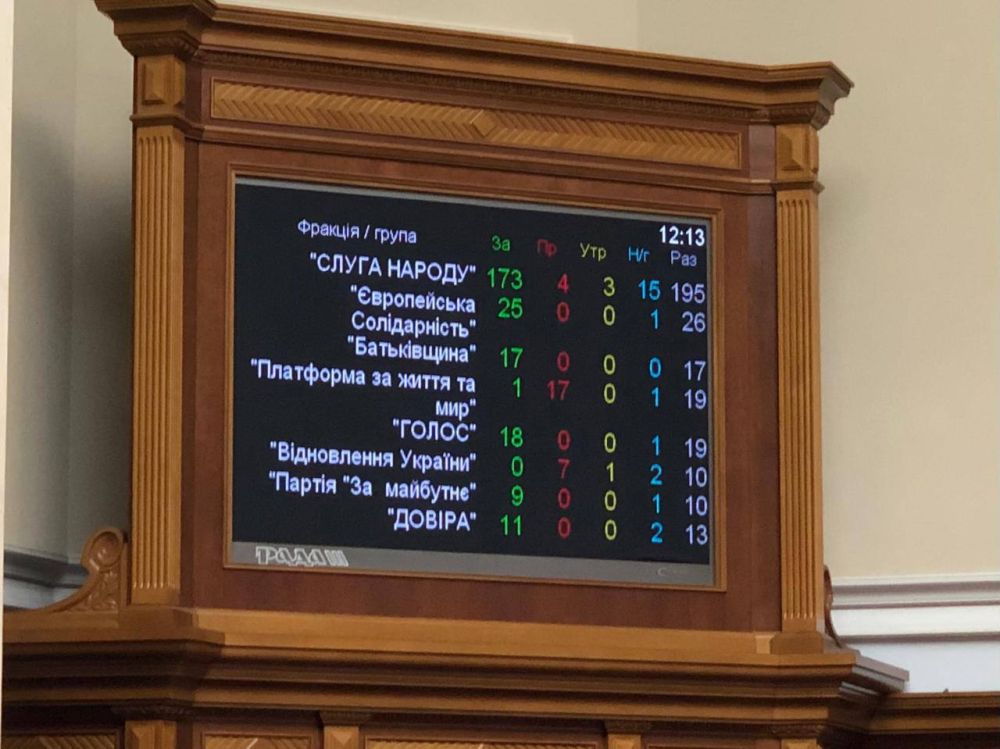 12:13
Фракція / група За Пр Утр Н/г Раз
"СЛУГА НАРОДУ" 173 4 3 15 195
"Європейська 25 0 0 1 26
Солідарність"
"Батьківщина" 17 0 0 0 17
"Платформа за життя та 1 17 0 1 19
мир"
"ГОЛОС" 18 0 0 1 19
"Відновлення України" 0 7 1 2 10
"Партія "За майбутнє" 9 0 0 1 10
"ДОВІРА" 11 0 0 2 13
РАДА III